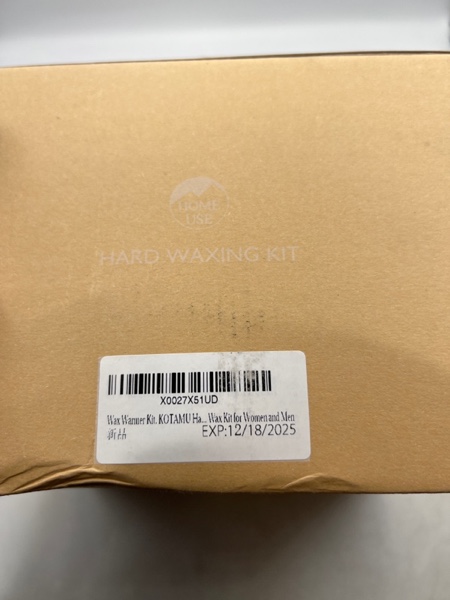 HOME
USE
HARD WAXING KIT
X0027X51UD
Wax Warmer Kit, KOTAMU Ha... Wax Kit for Women and Men
新品
EXP:12/18/2025